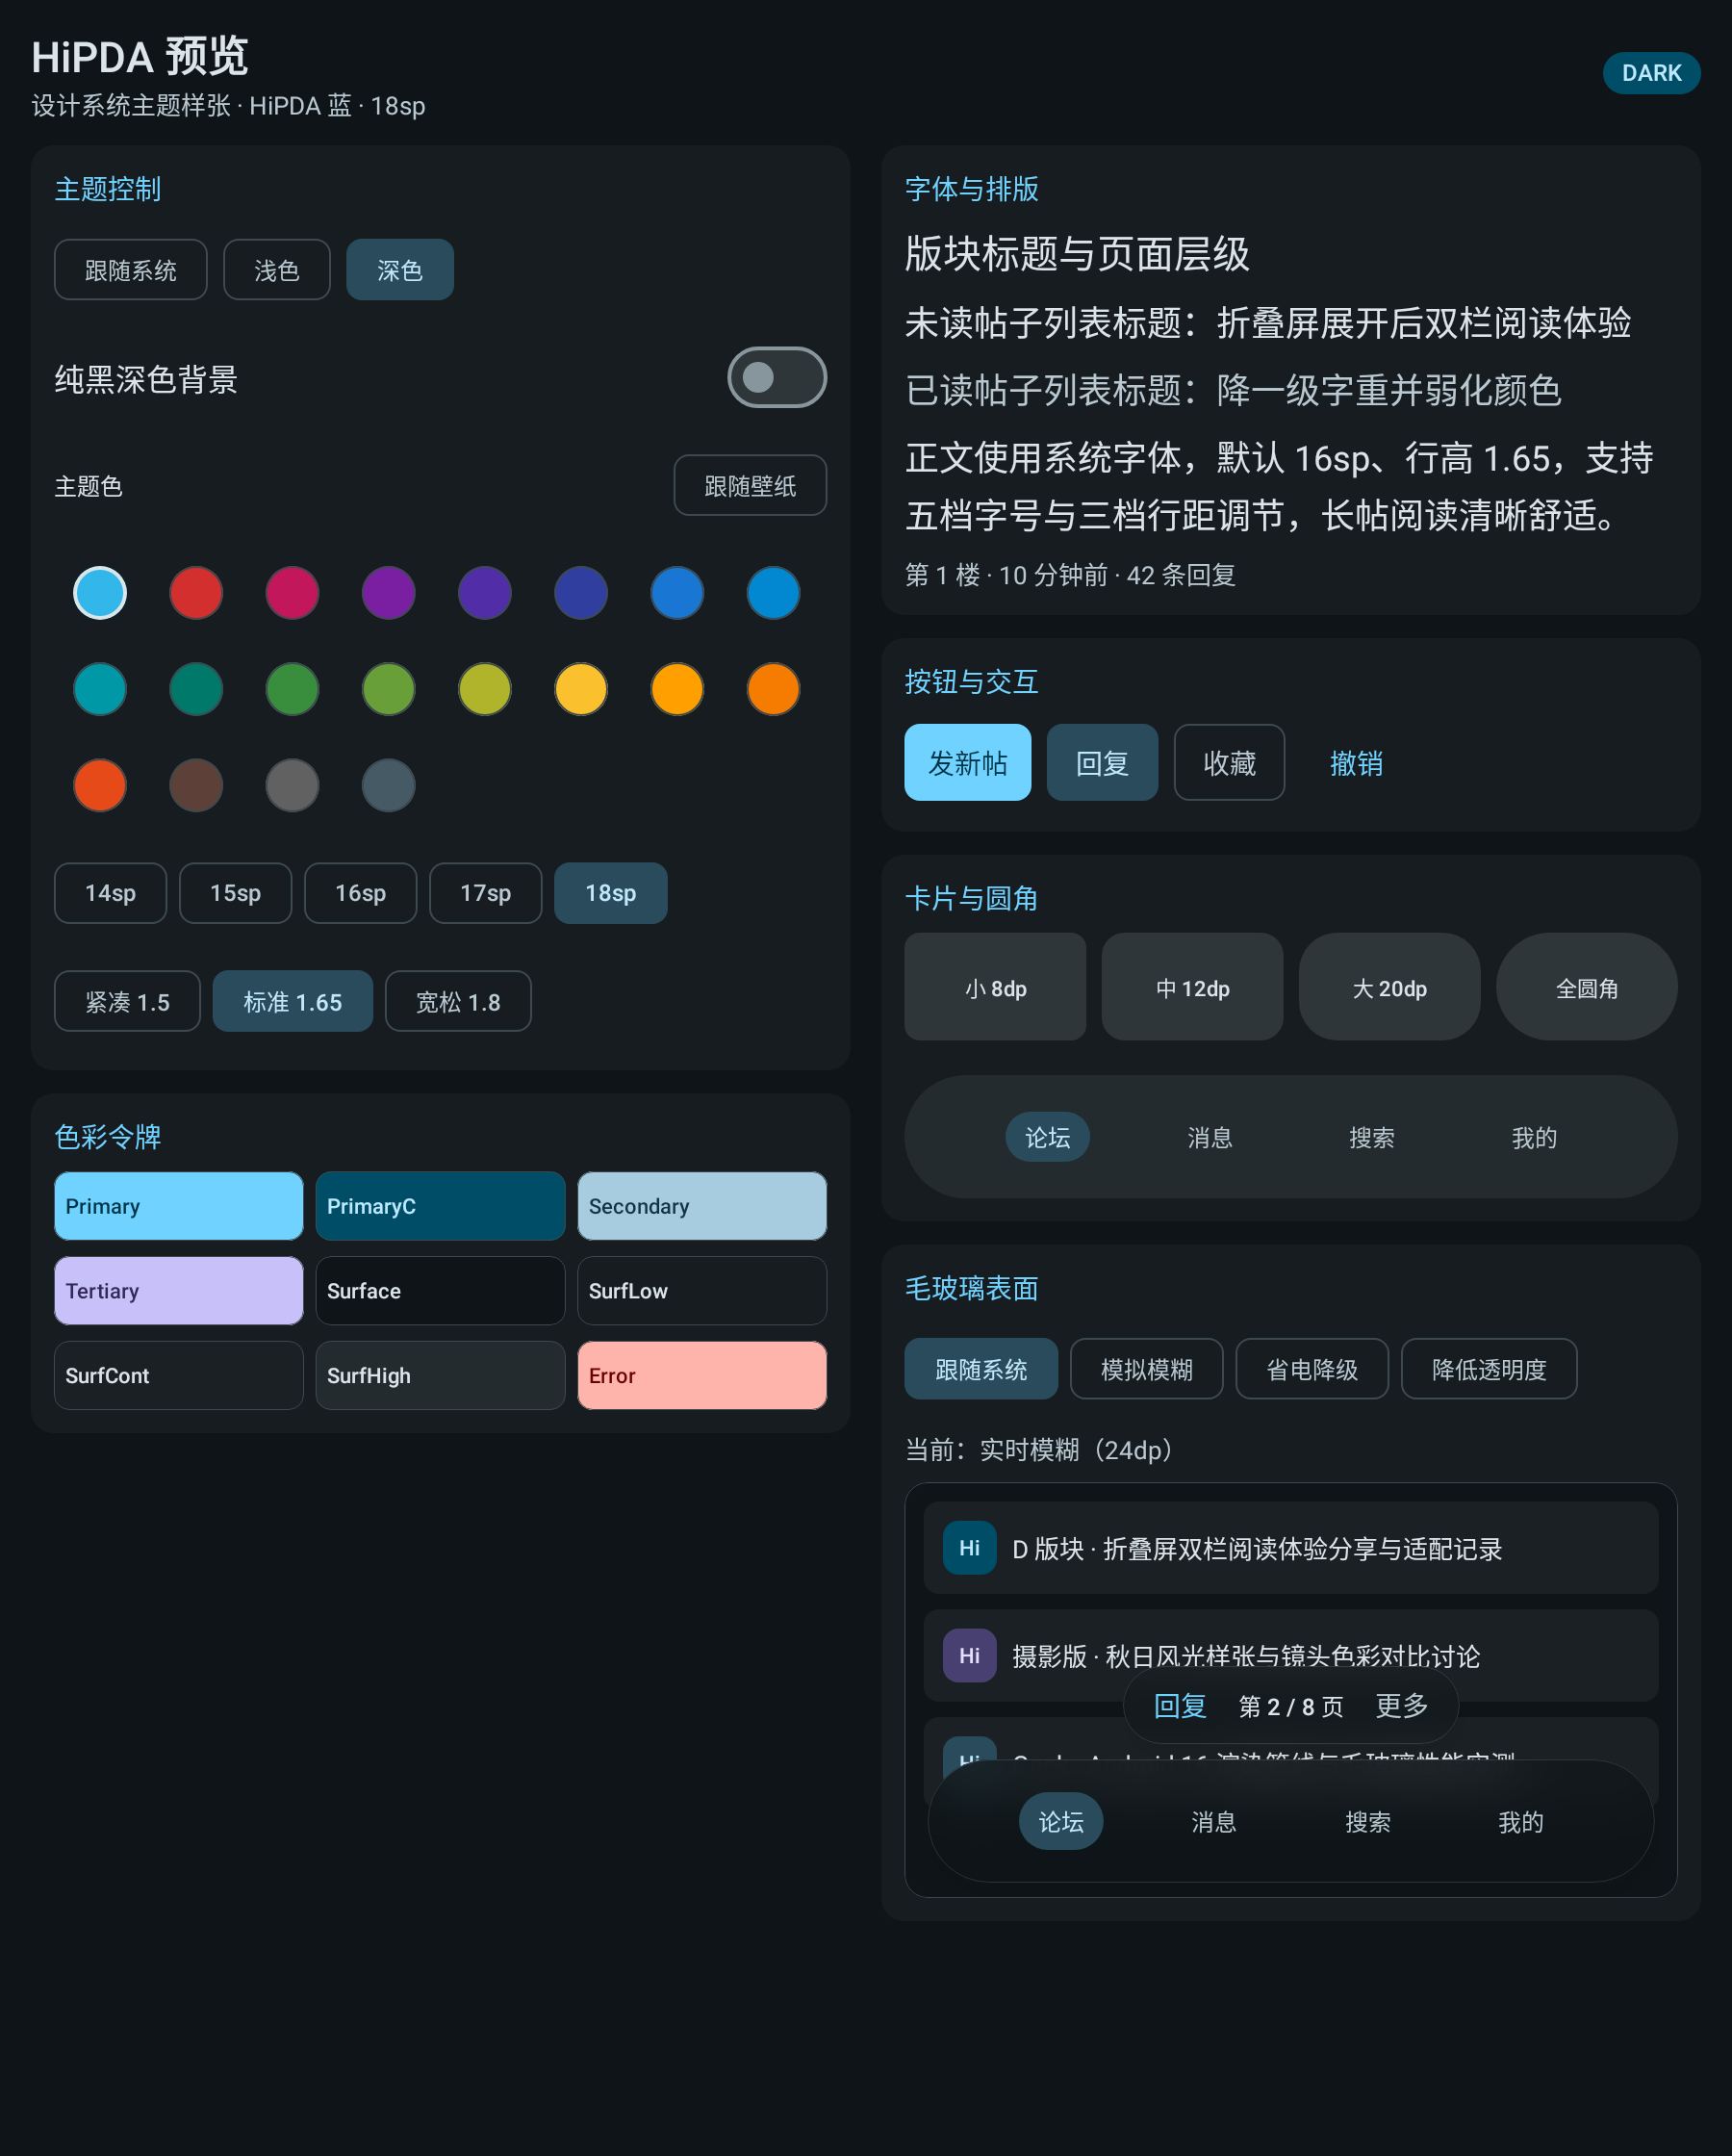 HiPDA 预览
设计系统主题样张 · HiPDA 蓝 · 18sp
DARK
主题控制
跟随系统
浅色
深色
纯黑深色背景
主题色
跟随壁纸
14sp
15sp
16sp
17sp
18sp
紧凑 1.5
标准 1.65
宽松 1.8
色彩令牌
Primary
PrimaryC
Secondary
Tertiary
Surface
SurfLow
SurfCont
SurfHigh
Error
字体与排版
版块标题与页面层级
未读帖子列表标题：折叠屏展开后双栏阅读体验
已读帖子列表标题：降一级字重并弱化颜色
正文使用系统字体，默认 16sp、行高 1.65，支持
五档字号与三档行距调节，长帖阅读清晰舒适。
第 1 楼 · 10 分钟前 · 42 条回复
按钮与交互
发新帖
回复
收藏
撤销
卡片与圆角
小 8dp
中 12dp
大 20dp
全圆角
论坛
消息
搜索
我的
毛玻璃表面
跟随系统
模拟模糊
省电降级
降低透明度
当前：实时模糊（24dp）
Hi
D 版块 · 折叠屏双栏阅读体验分享与适配记录
Hi
摄影版 · 秋日风光样张与镜头色彩对比讨论
回复
第 2 / 8 页
更多
Hi
论坛
消息
搜索
我的